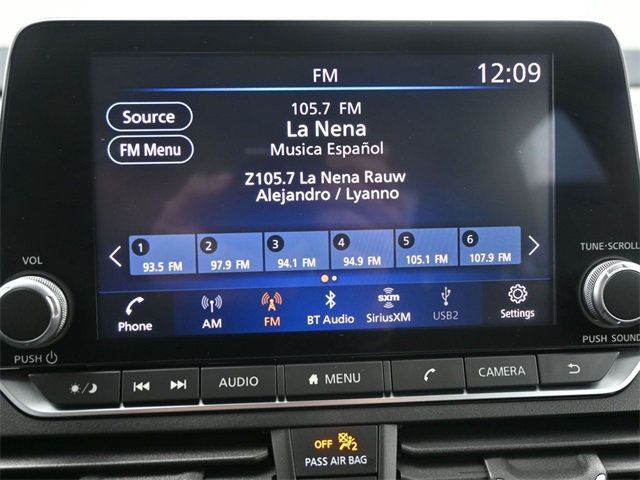 FM
12:09
105.7 FM
Source
La Nena
FM Menu
Musica Español
Z105.7 La Nena Rauw
Alejandro / Lyanno
1 2 3 4 5 6
93.5 FM 97.9 FM 94.1 FM 94.9 FM 105.1 FM 107.9 FM
VOL
TUNE·SCROLL
Phone AM FM BT Audio sxm SiriusXM USB2 Settings
PUSH
PUSH SOUND
AUDIO MENU CAMERA
OFF 2
PASS AIR BAG